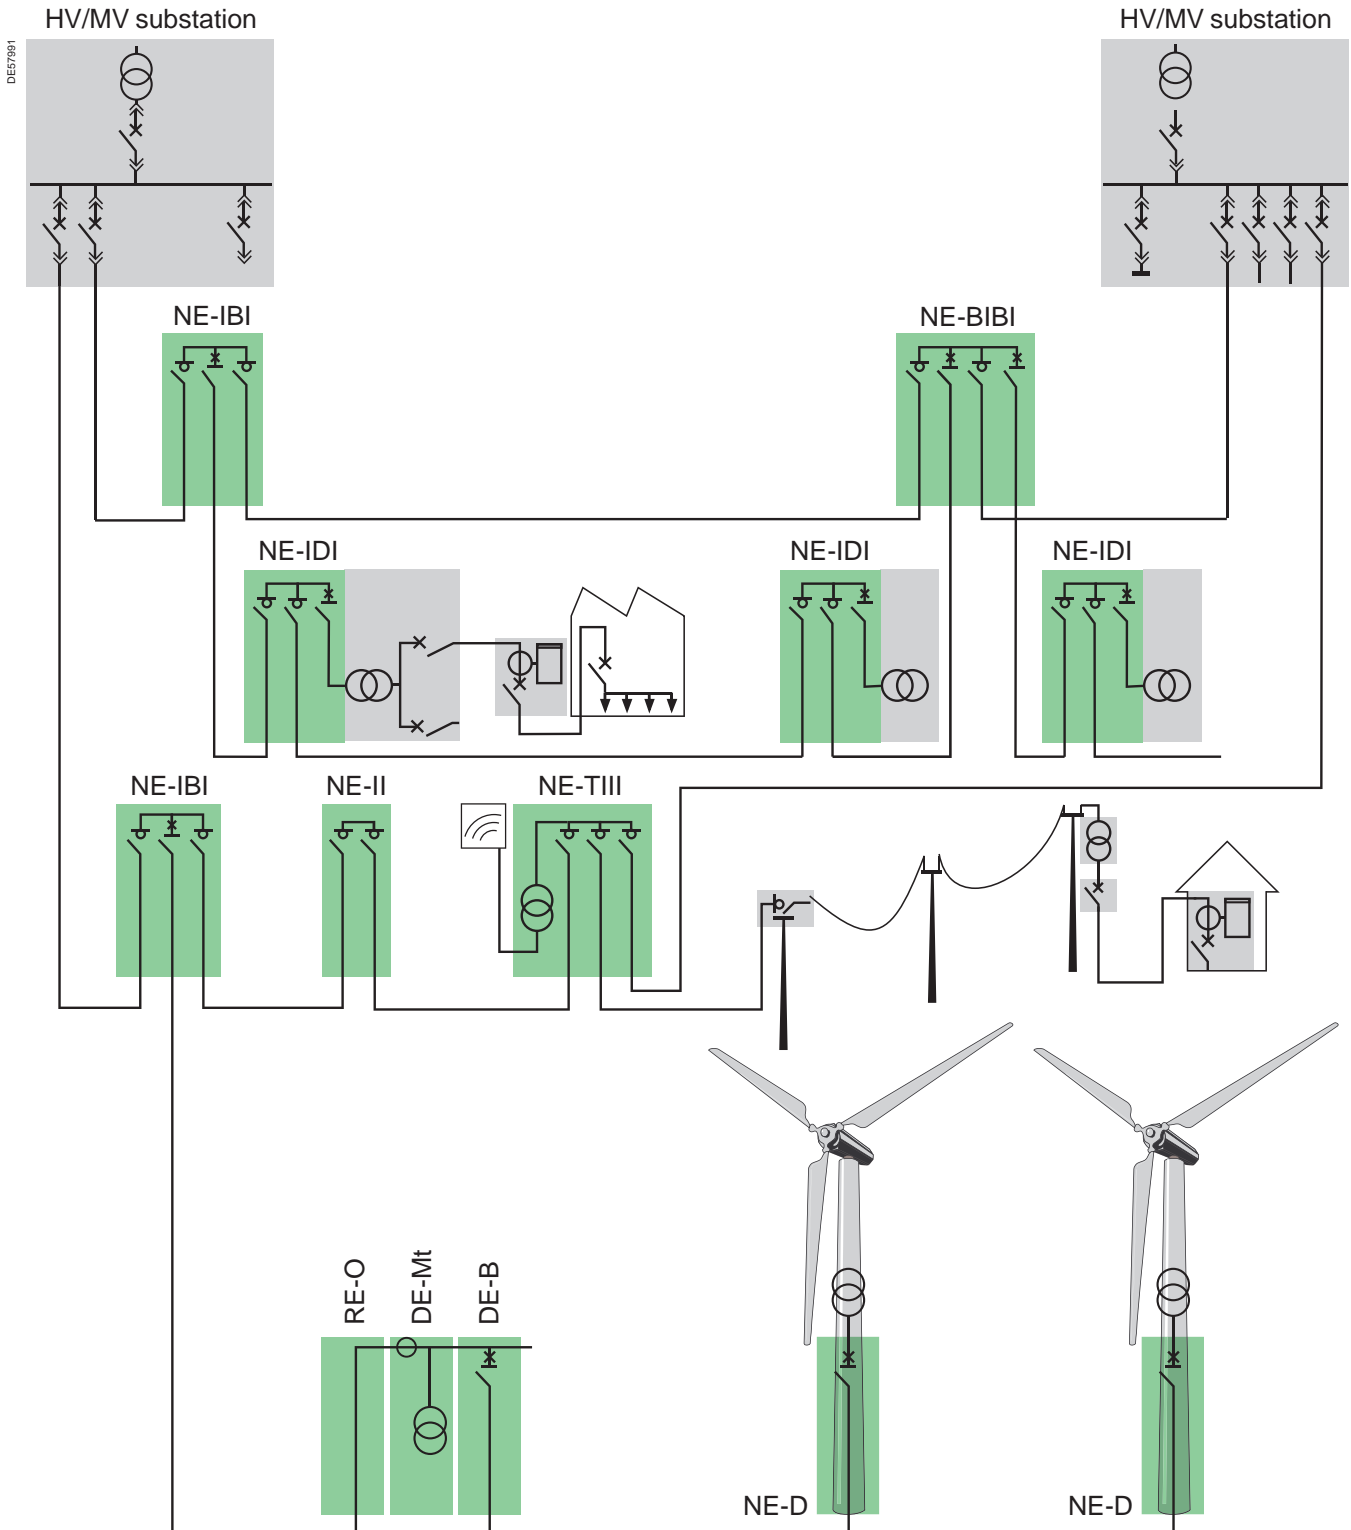 HV/MV substation
HV/MV substation
DE57991
NE-IBI
NE-BIBI
NE-IDI
NE-IDI
NE-IDI
NE-IBI
NE-II
NE-TIII
RE-O
DE-Mt
DE-B
NE-D
NE-D